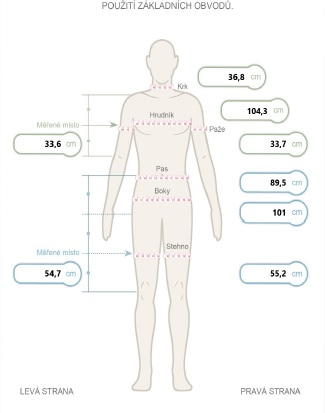 POUŽITÍ ZÁKLADNÍCH OBVODŮ.
36,8 cm
Krk
104,3 cm
Hrudník
Měřené místo
Paže
33,6 cm
33,7 cm
Pas
89,5 cm
Boky
101 cm
Stehno
Měřené místo
54,7 cm
55,2 cm
LEVÁ STRANA
PRAVÁ STRANA